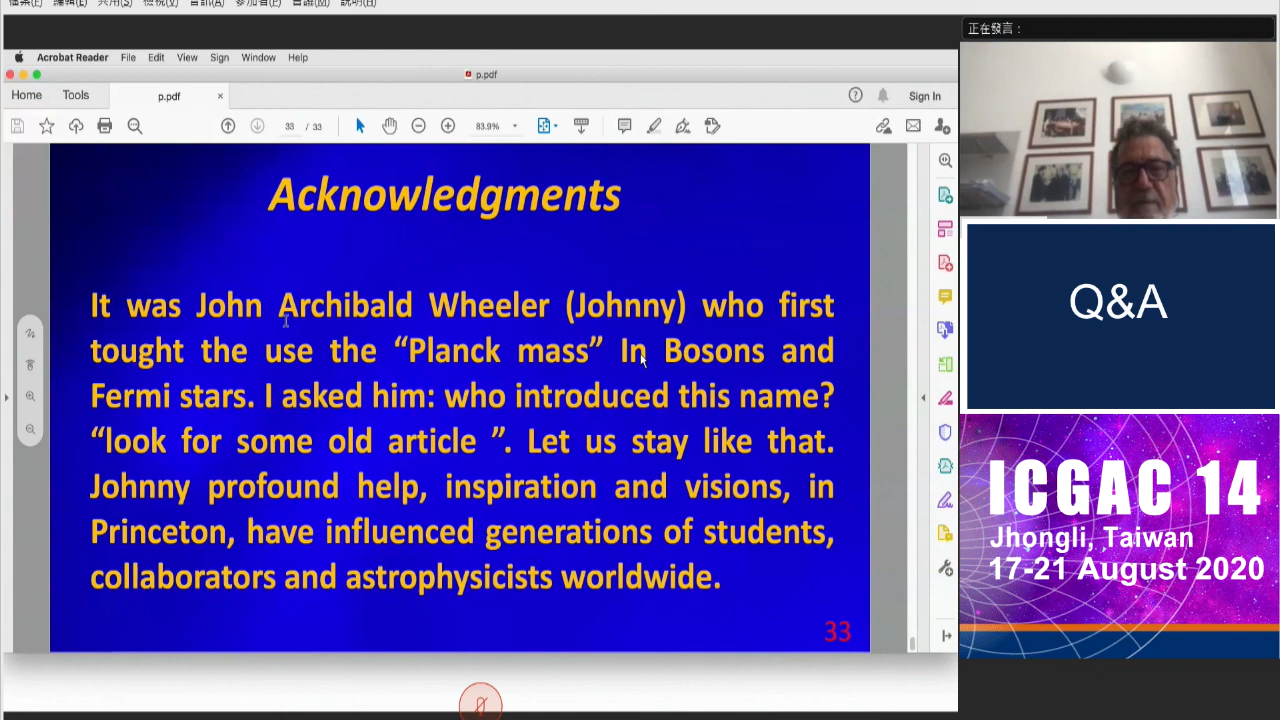 檔案(F) 編輯(E) 共用(S) 檢視(V) 音訊(A) 參加者(P) 會議(M) 說明(H)
正在發言：
Acrobat Reader File Edit View Sign Window Help
p.pdf
Home Tools p.pdf × Sign In
33 / 33 83.9%
Acknowledgments
It was John Archibald Wheeler (Johnny) who first
tought the use the “Planck mass” In Bosons and
Fermi stars. I asked him: who introduced this name?
“look for some old article ”. Let us stay like that.
Johnny profound help, inspiration and visions, in
Princeton, have influenced generations of students,
collaborators and astrophysicists worldwide.
33
Q&A
ICGAC 14
Jhongli, Taiwan
17-21 August 2020